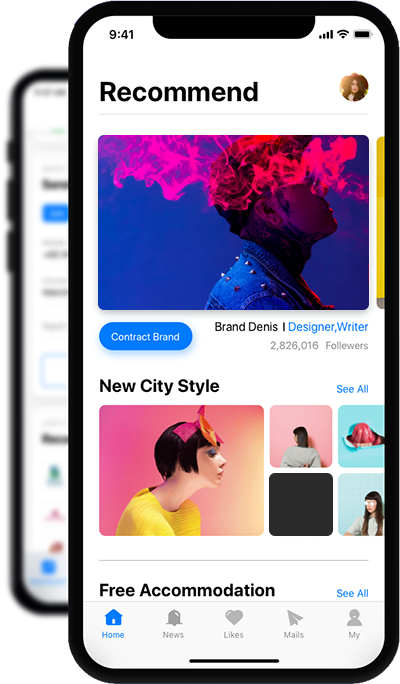 9:41
Recommend
Contract Brand
Brand Denis I Designer,Writer
2,826,016 Followers
New City Style
See All
Free Accommodation
See All
Home
News
Likes
Mails
My